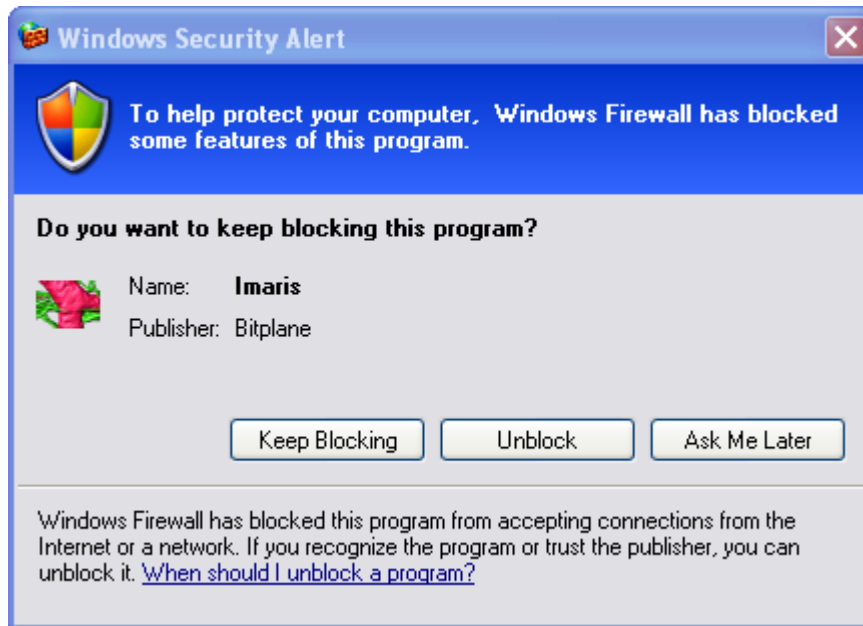 Windows Security Alert
To help protect your computer, Windows Firewall has blocked
some features of this program.
Do you want to keep blocking this program?
Name: Imaris
Publisher: Bitplane
Keep Blocking Unblock Ask Me Later
Windows Firewall has blocked this program from accepting connections from the
Internet or a network. If you recognize the program or trust the publisher, you can
unblock it. When should I unblock a program?